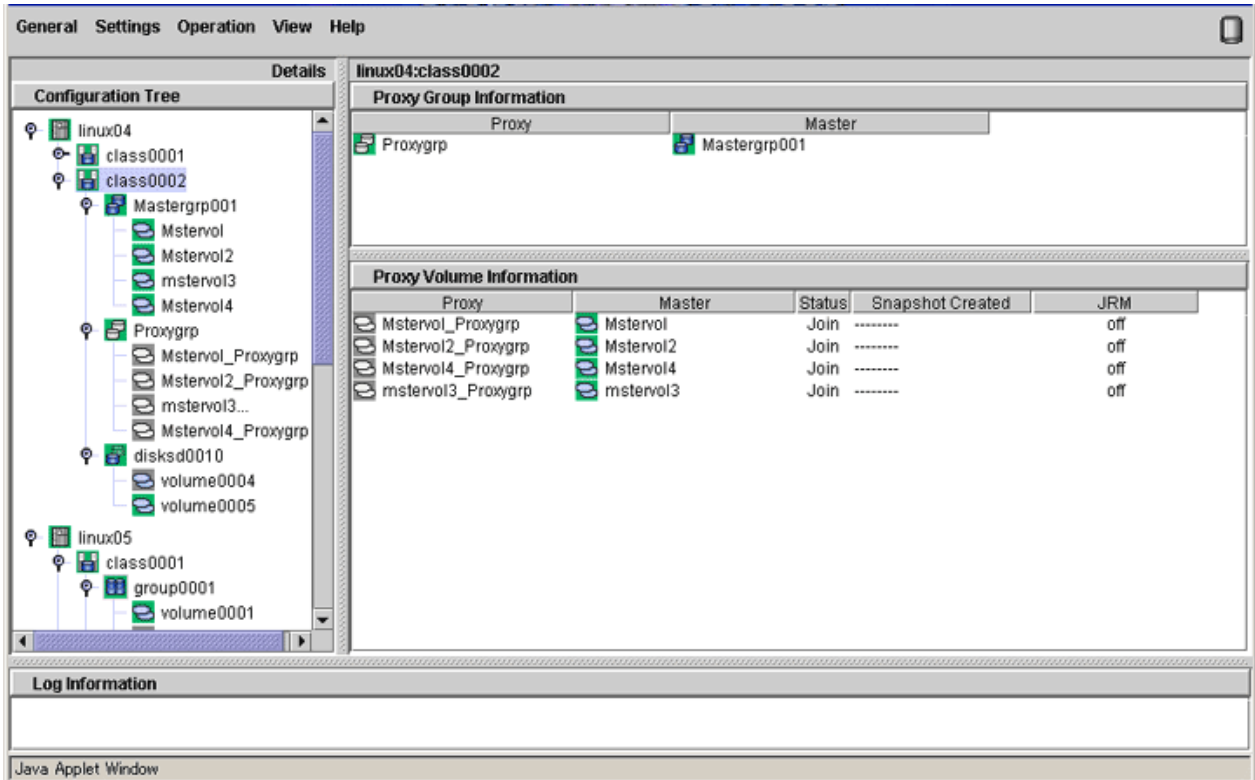 General Settings Operation View Help
Details
Configuration Tree
linux04
class0001
class0002
Mastergrp001
Mstervol
Mstervol2
mstervol3
Mstervol4
Proxygrp
Mstervol_Proxygrp
Mstervol2_Proxygrp
mstervol3...
Mstervol4_Proxygrp
disksd0010
volume0004
volume0005
linux05
class0001
group0001
volume0001
linux04:class0002
Proxy Group Information
Proxy Master
Proxygrp Mastergrp001
Proxy Volume Information
Proxy Master Status Snapshot Created JRM
Mstervol_Proxygrp Mstervol Join -------- off
Mstervol2_Proxygrp Mstervol2 Join -------- off
Mstervol4_Proxygrp Mstervol4 Join -------- off
mstervol3_Proxygrp mstervol3 Join -------- off
Log Information
Java Applet Window